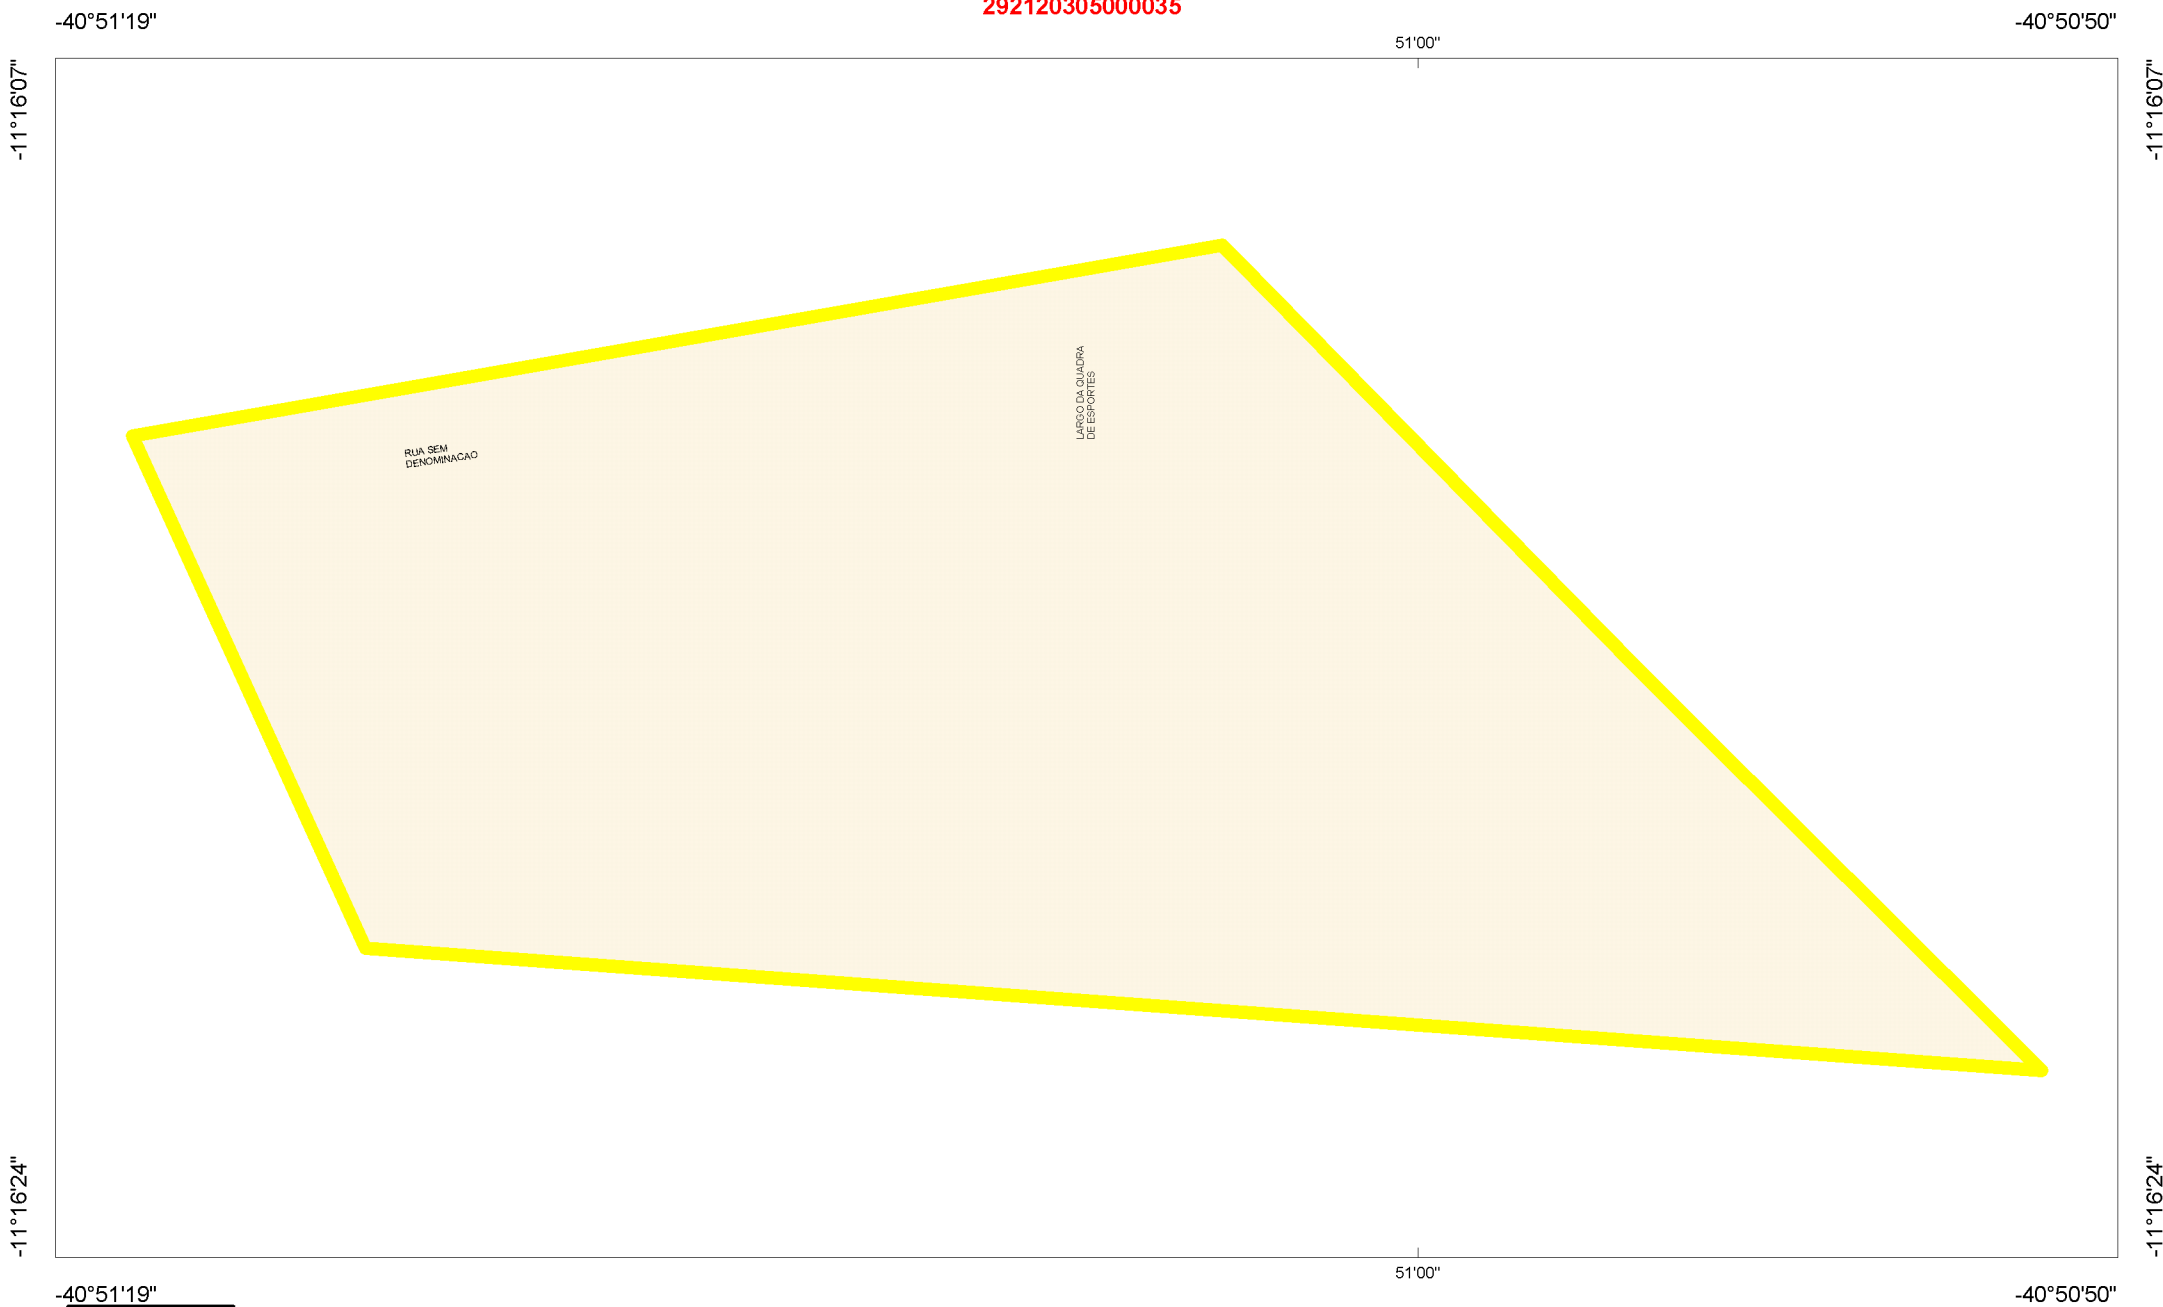 292120305000035
-40°51'19"
-40°50'50"
51'00"
-11°16'07"
-11°16'07"
LARGO DA QUADRA
DE ESPORTES
RUA SEM
DENOMINACAO
-11°16'24"
-11°16'24"
51'00"
-40°51'19"
-40°50'50"